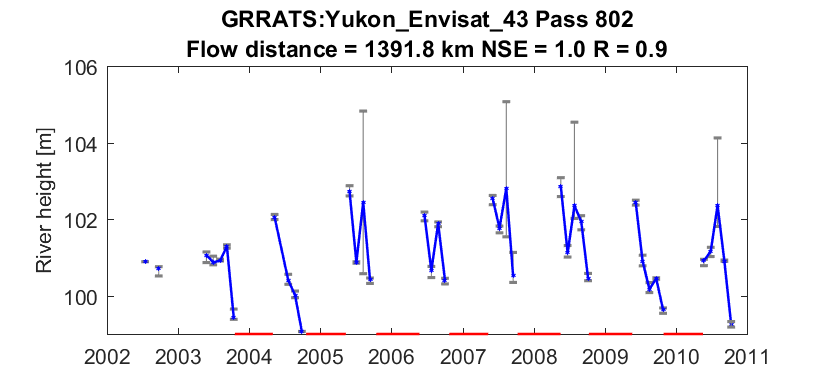 GRRATS:Yukon_Envisat_43 Pass 802
Flow distance = 1391.8 km NSE = 1.0 R = 0.9
River height [m]
106
104
102
100
2002 2003 2004 2005 2006 2007 2008 2009 2010 2011